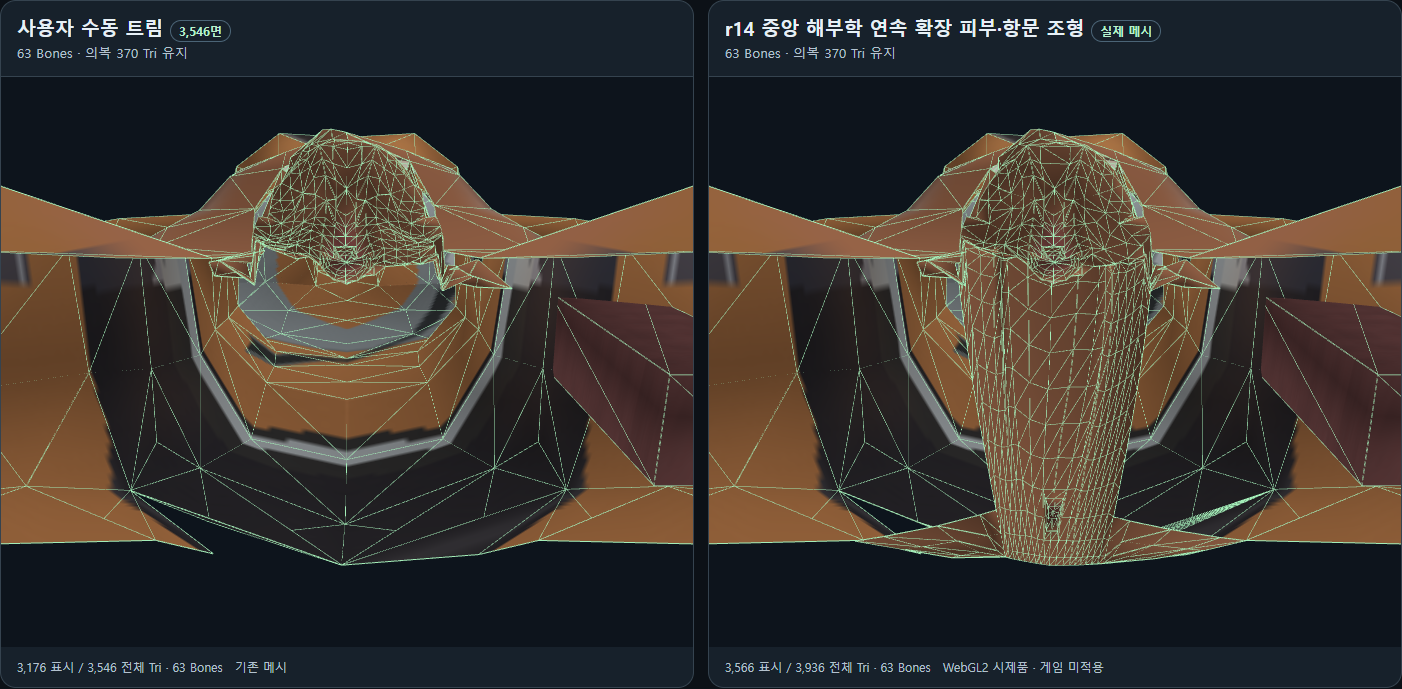 사용자 수동 트림 3,546면
63 Bones · 의복 370 Tri 유지
3,176 표시 / 3,546 전체 Tri · 63 Bones 기존 메시
r14 중앙 해부학 연속 확장 피부·항문 조형 실제 메시
63 Bones · 의복 370 Tri 유지
3,566 표시 / 3,936 전체 Tri · 63 Bones WebGL2 시제품 · 게임 미적용